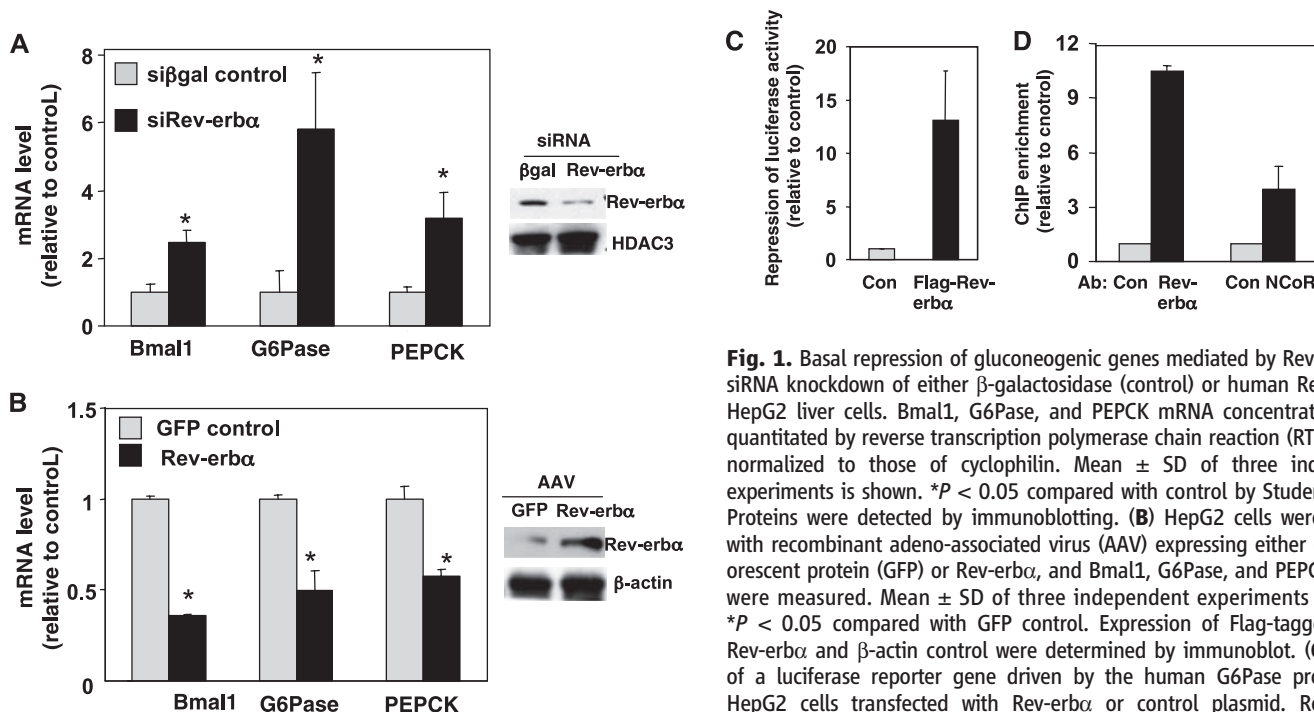 A
8
6
4
2
0
mRNA level
(relative to controL)
siβgal control
siRev-erbα
*
*
*
Bmal1 G6Pase PEPCK
siRNA
βgal Rev-erbα
Rev-erbα
HDAC3
B
1.5
1
0.5
0
mRNA level
(relative to controL)
GFP control
Rev-erbα
*
*
*
Bmal1 G6Pase PEPCK
AAV
GFP Rev-erbα
Rev-erbα
β-actin
C
20
15
10
5
0
Repression of luciferase activity
(relative to control)
Con Flag-Rev-
erbα
D
12
9
6
3
0
ChIP enrichment
(relative to cnotrol)
Ab: Con Rev- Con NCoR
erbα
Fig. 1. Basal repression of gluconeogenic genes mediated by Rev
siRNA knockdown of either β-galactosidase (control) or human Re
HepG2 liver cells. Bmal1, G6Pase, and PEPCK mRNA concentrat
quantitated by reverse transcription polymerase chain reaction (RT
normalized to those of cyclophilin. Mean ± SD of three inc
experiments is shown. *P < 0.05 compared with control by Studen
Proteins were detected by immunoblotting. (B) HepG2 cells were
with recombinant adeno-associated virus (AAV) expressing either
orescent protein (GFP) or Rev-erbα, and Bmal1, G6Pase, and PEPC
were measured. Mean ± SD of three independent experiments
*P < 0.05 compared with GFP control. Expression of Flag-tagge
Rev-erbα and β-actin control were determined by immunoblot. (C
of a luciferase reporter gene driven by the human G6Pase pro
HepG2 cells transfected with Rev-erbα or control plasmid. Re